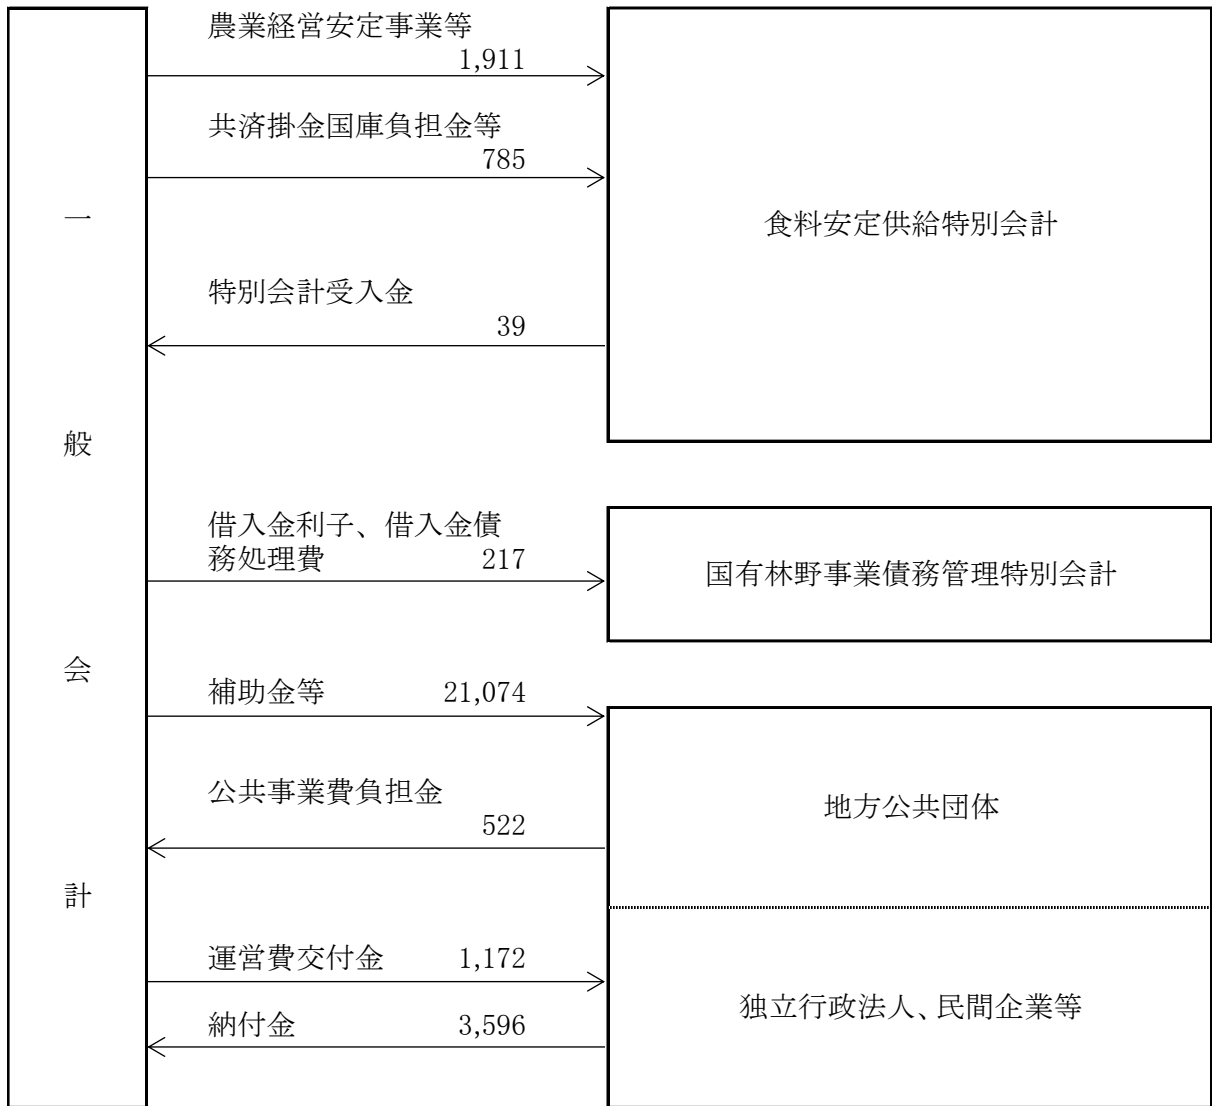 農業経営安定事業等
1,911
共済掛金国庫負担金等
785
食料安定供給特別会計
特別会計受入金
39
借入金利子、借入金債
務処理費 217
国有林野事業債務管理特別会計
補助金等 21,074
公共事業費負担金
522
地方公共団体
運営費交付金 1,172
納付金 3,596
独立行政法人、民間企業等
一般会計